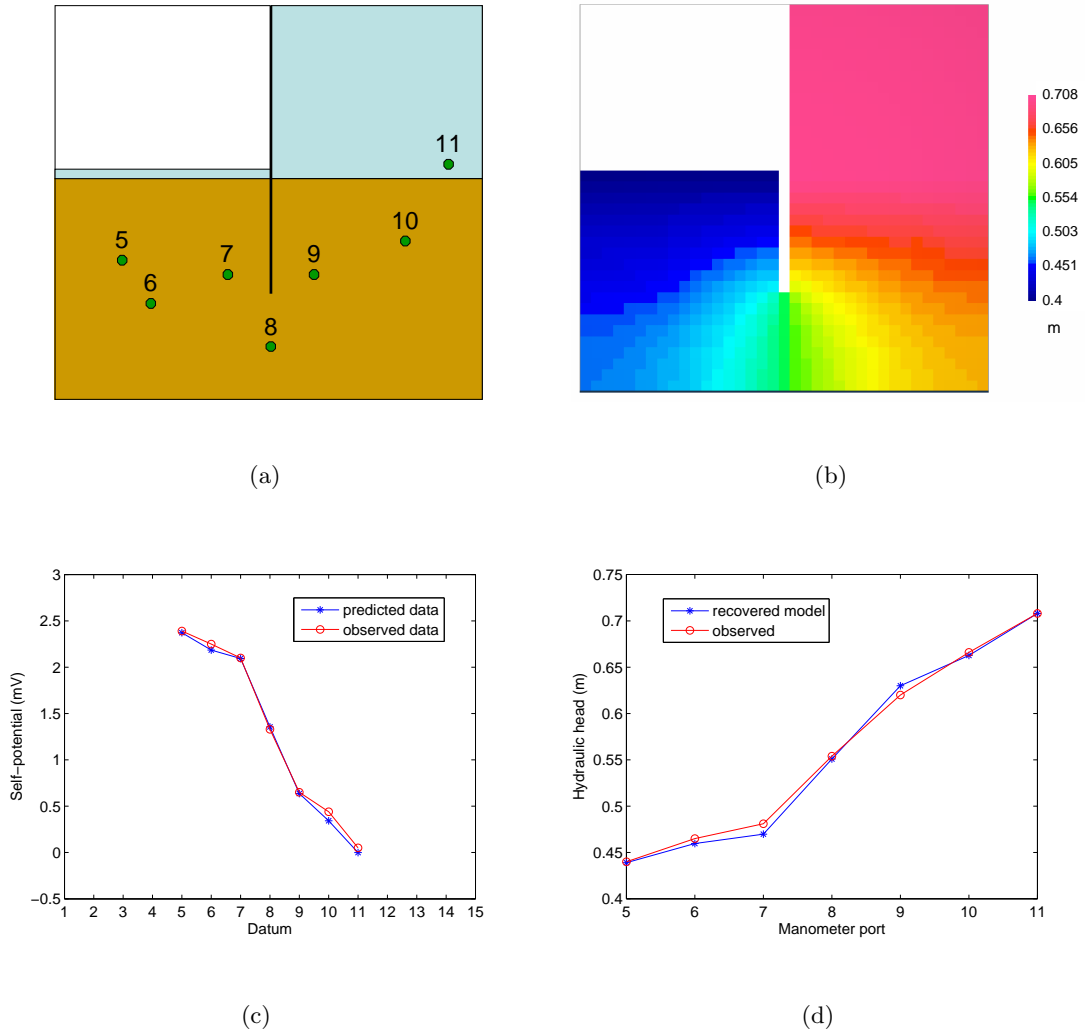 11
10
5
7
9
6
8
(a)
0.708
0.656
0.605
0.554
0.503
0.451
0.4
m
(b)
3
2.5
2
1.5
1
0.5
0
−0.5
Self−potential (mV)
predicted data
observed data
1 2 3 4 5 6 7 8 9 10 11 12 13 14 15
Datum
(c)
0.75
0.7
0.65
0.6
0.55
0.5
0.45
0.4
Hydraulic head (m)
recovered model
observed
5 6 7 8 9 10 11
Manometer port
(d)